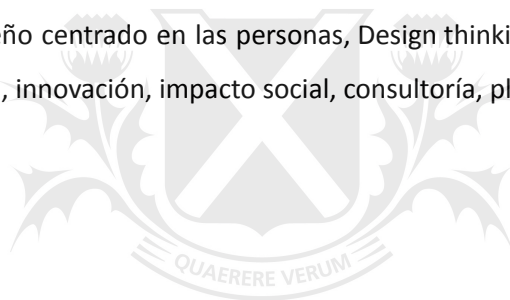 ño centrado en las personas, Design thinki
, innovación, impacto social, consultoría, pl
QUAERERE VERUM